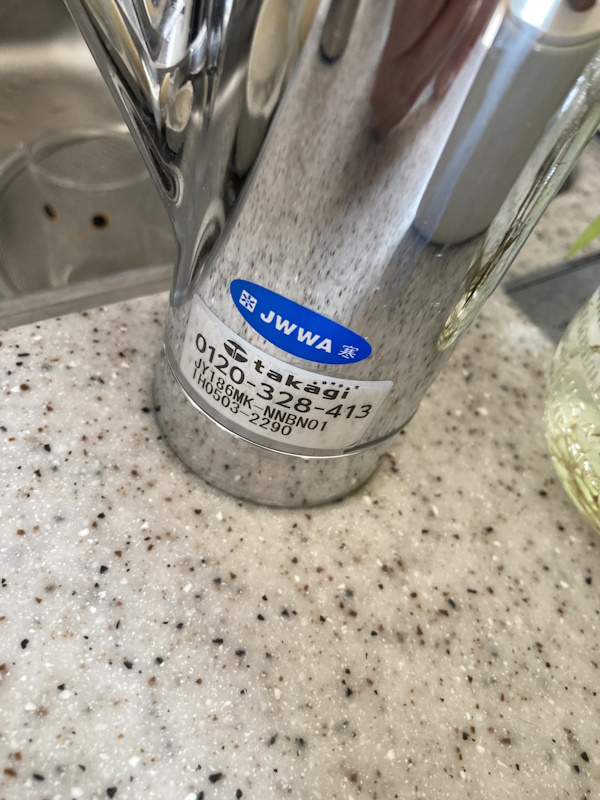 JWWA 寒
takagi
0120-328-413
JY186MK-NNBN01
1H0503-2290